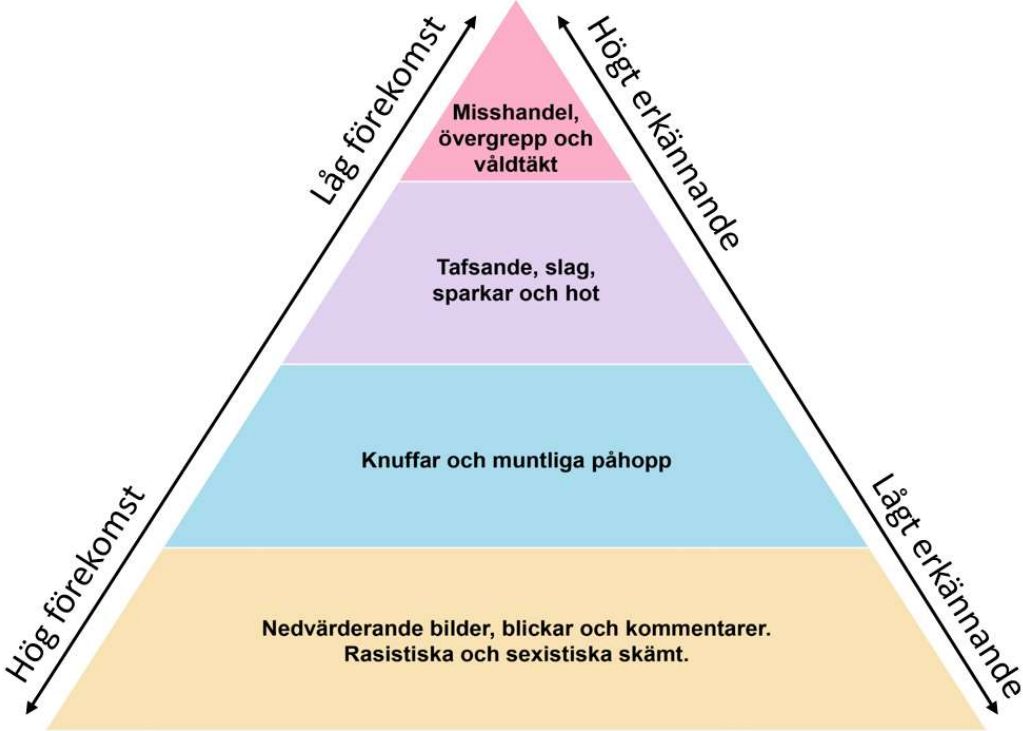 Låg förekomst
Högt erkännande
Misshandel,
övergrepp och
våldtäkt
Tafsande, slag,
sparkar och hot
Knuffar och muntliga påhopp
Hög förekomst
Lågt erkännande
Nedvärderande bilder, blickar och kommentarer.
Rasistiska och sexistiska skämt.